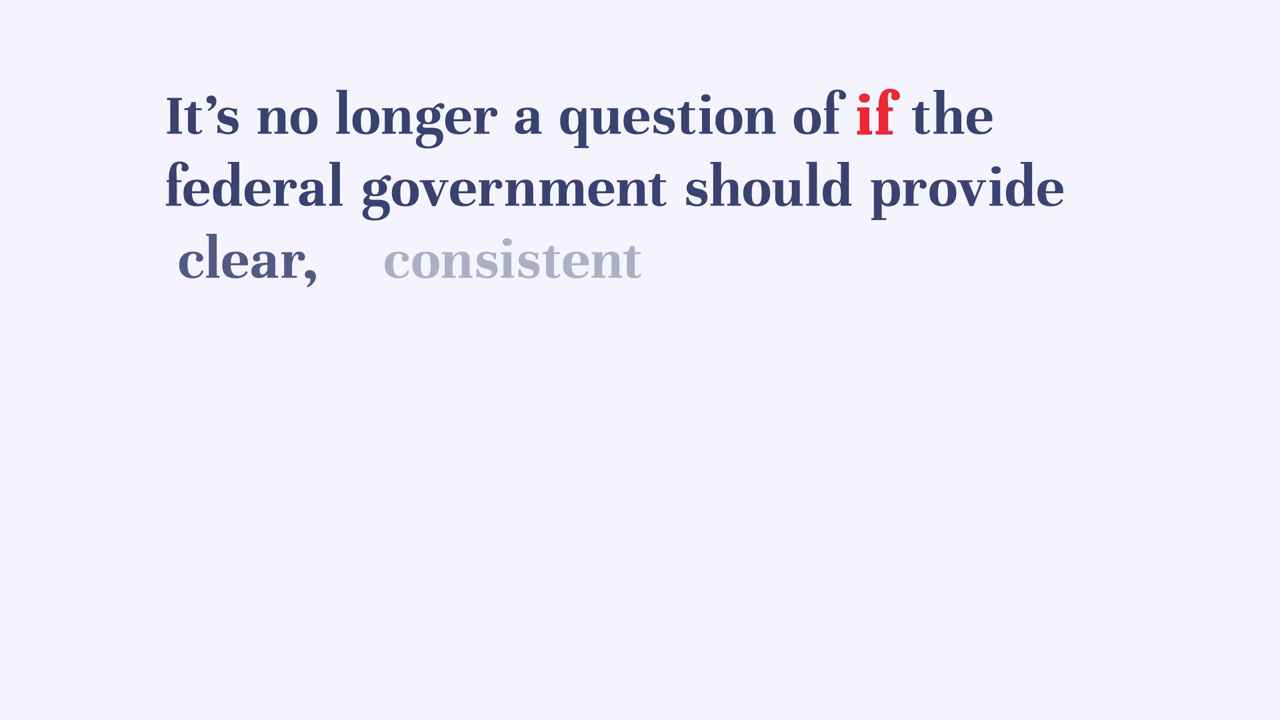 It’s no longer a question of if the
federal government should provide
clear, consistent